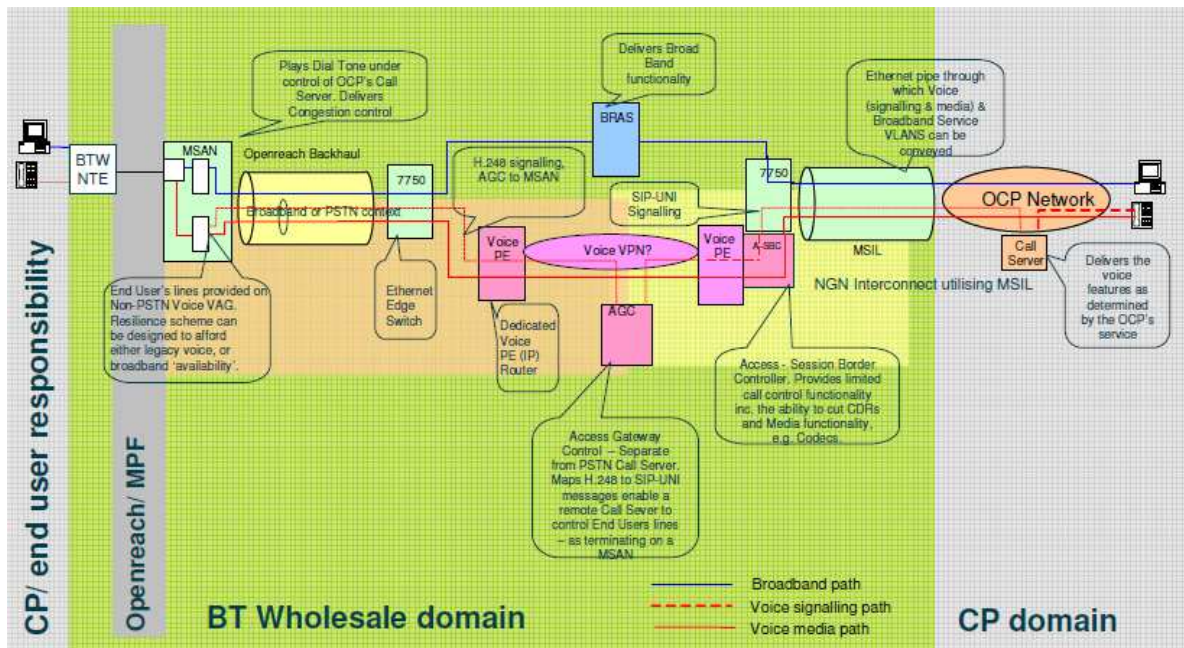 Plays Dial Tone under
control of OCP's Call
Server. Delivers
Congestion control
Delivers Broad
Band
functionality
Ethernet pipe through
which Voice
(signalling & media) &
Broadband Service
VLANS can be
conveyed
BTW
NTE
MSAN
Openreach Backhaul
Broadband or PSTN context
7750
H.248 signalling,
AGC to MSAN
BRAS
SIP-UNI
Signalling
7750
MSIL
OCP Network
Voice
PE
Voice VPN?
Voice
PE
A-SBC
Call
Server
NGN Interconnect utilising MSIL
End User's lines provided on
Non-PSTN Voice VAG.
Resilience scheme can
be designed to afford
either legacy voice, or
broadband 'availability'.
Ethernet
Edge
Switch
Dedicated
Voice
PE (IP)
Router
AGC
Delivers the
voice
features as
determined
by the OCP's
service
Access - Session Border
Controller. Provides limited
call control functionality
inc. the ability to cut CDRs
and Media functionality,
e.g. Codecs.
Access Gateway
Control – Separate
from PSTN Call Server.
Maps H.248 to SIP-UNI
messages enable a
remote Call Sever to
control End Users lines
– as terminating on a
MSAN
CP/ end user responsibility
Openreach/ MPF
BT Wholesale domain
Broadband path
Voice signalling path
Voice media path
CP domain